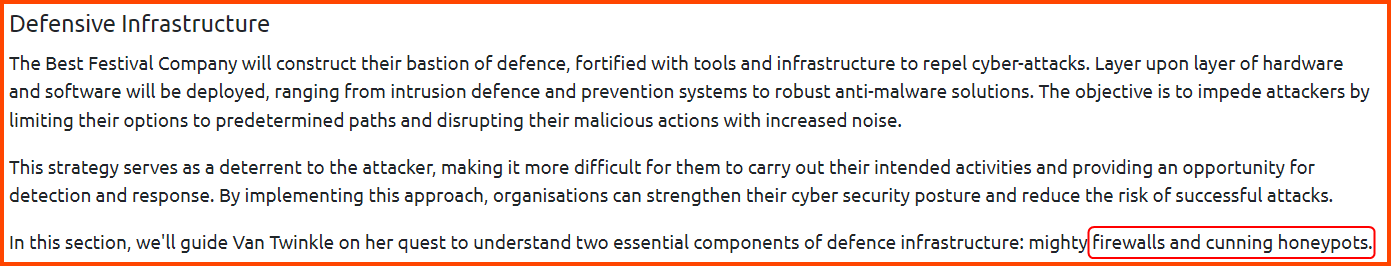 Defensive Infrastructure
The Best Festival Company will construct their bastion of defence, fortified with tools and infrastructure to repel cyber-attacks. Layer upon layer of hardware
and software will be deployed, ranging from intrusion defence and prevention systems to robust anti-malware solutions. The objective is to impede attackers by
limiting their options to predetermined paths and disrupting their malicious actions with increased noise.
This strategy serves as a deterrent to the attacker, making it more difficult for them to carry out their intended activities and providing an opportunity for
detection and response. By implementing this approach, organisations can strengthen their cyber security posture and reduce the risk of successful attacks.
In this section, we'll guide Van Twinkle on her quest to understand two essential components of defence infrastructure: mighty firewalls and cunning honeypots.